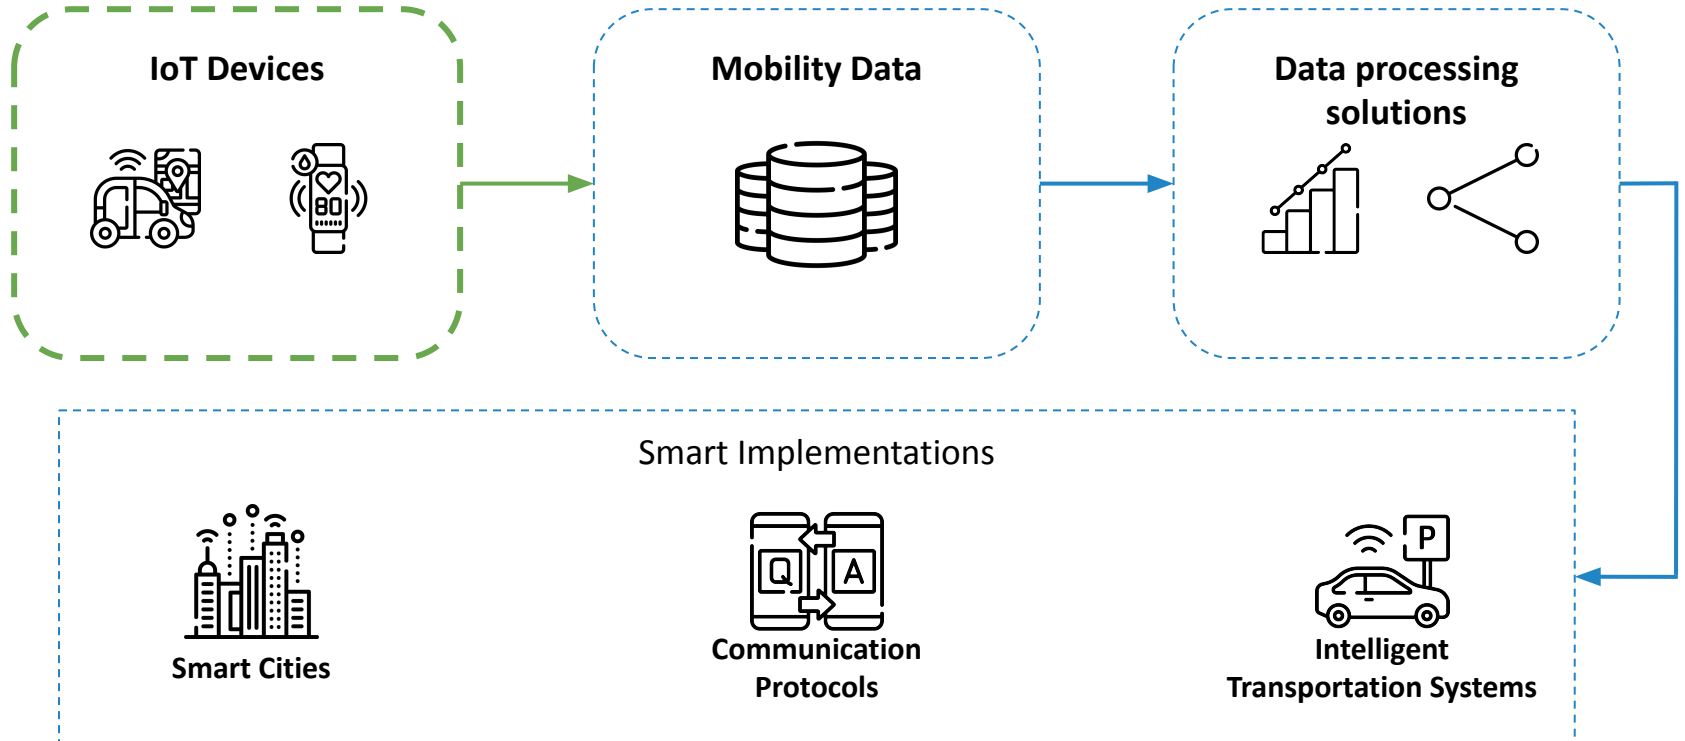 IoT Devices
Mobility Data
Data processing
solutions
80
Smart Implementations
Q
A
P
Smart Cities
Communication
Protocols
Intelligent
Transportation Systems